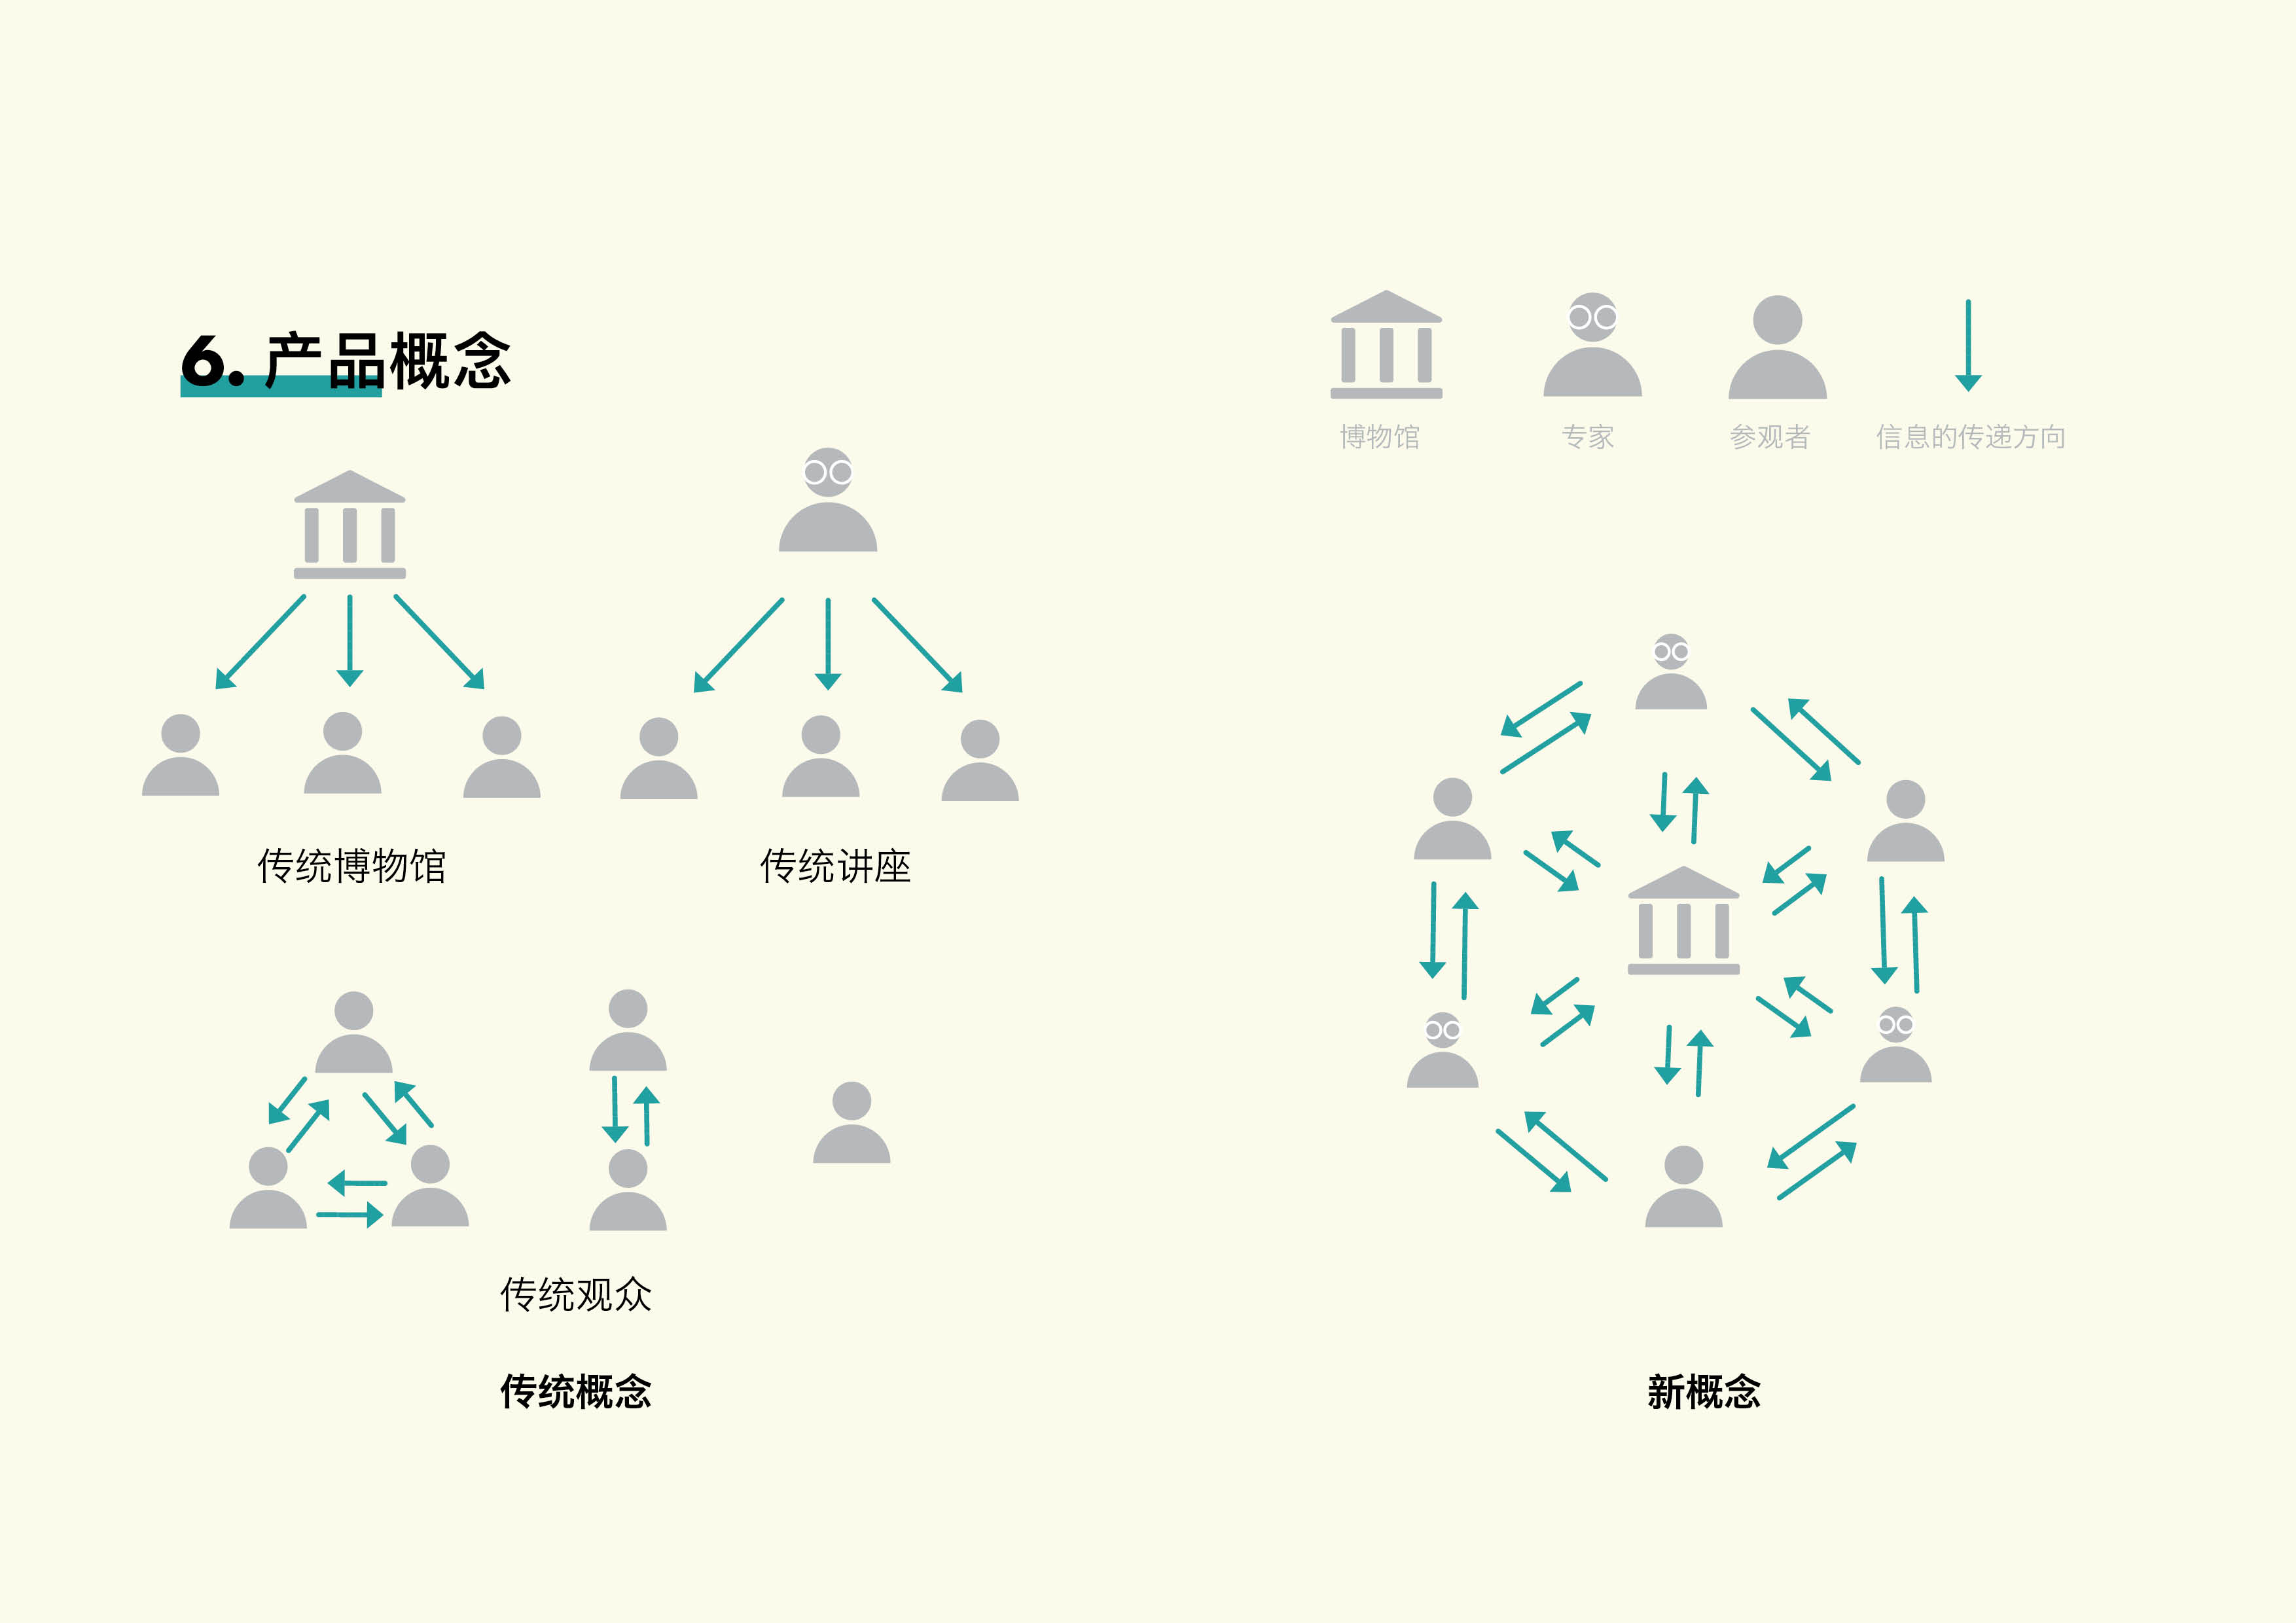 6. 产品概念
博物馆
专家
参观者
信息的传递方向
传统博物馆
传统讲座
传统观众
传统概念
新概念